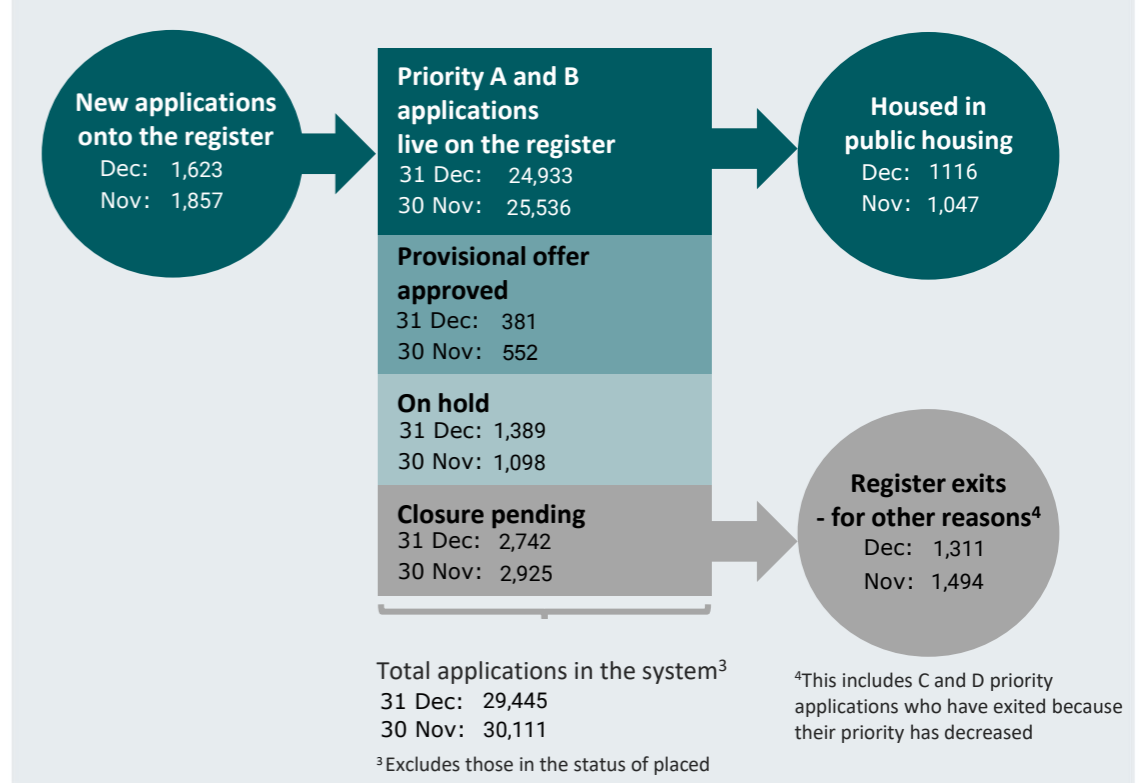 New applications
onto the register
Dec: 1,623
Nov: 1,857
Priority A and B
applications
live on the register
31 Dec: 24,933
30 Nov: 25,536
Housed in
public housing
Dec: 1116
Nov: 1,047
Provisional offer
approved
31 Dec: 381
30 Nov: 552
On hold
31 Dec: 1,389
30 Nov: 1,098
Closure pending
31 Dec: 2,742
30 Nov: 2,925
Register exits
- for other reasons⁴
Dec: 1,311
Nov: 1,494
Total applications in the system³
31 Dec: 29,445
30 Nov: 30,111
³ Excludes those in the status of placed
⁴This includes C and D priority
applications who have exited because
their priority has decreased